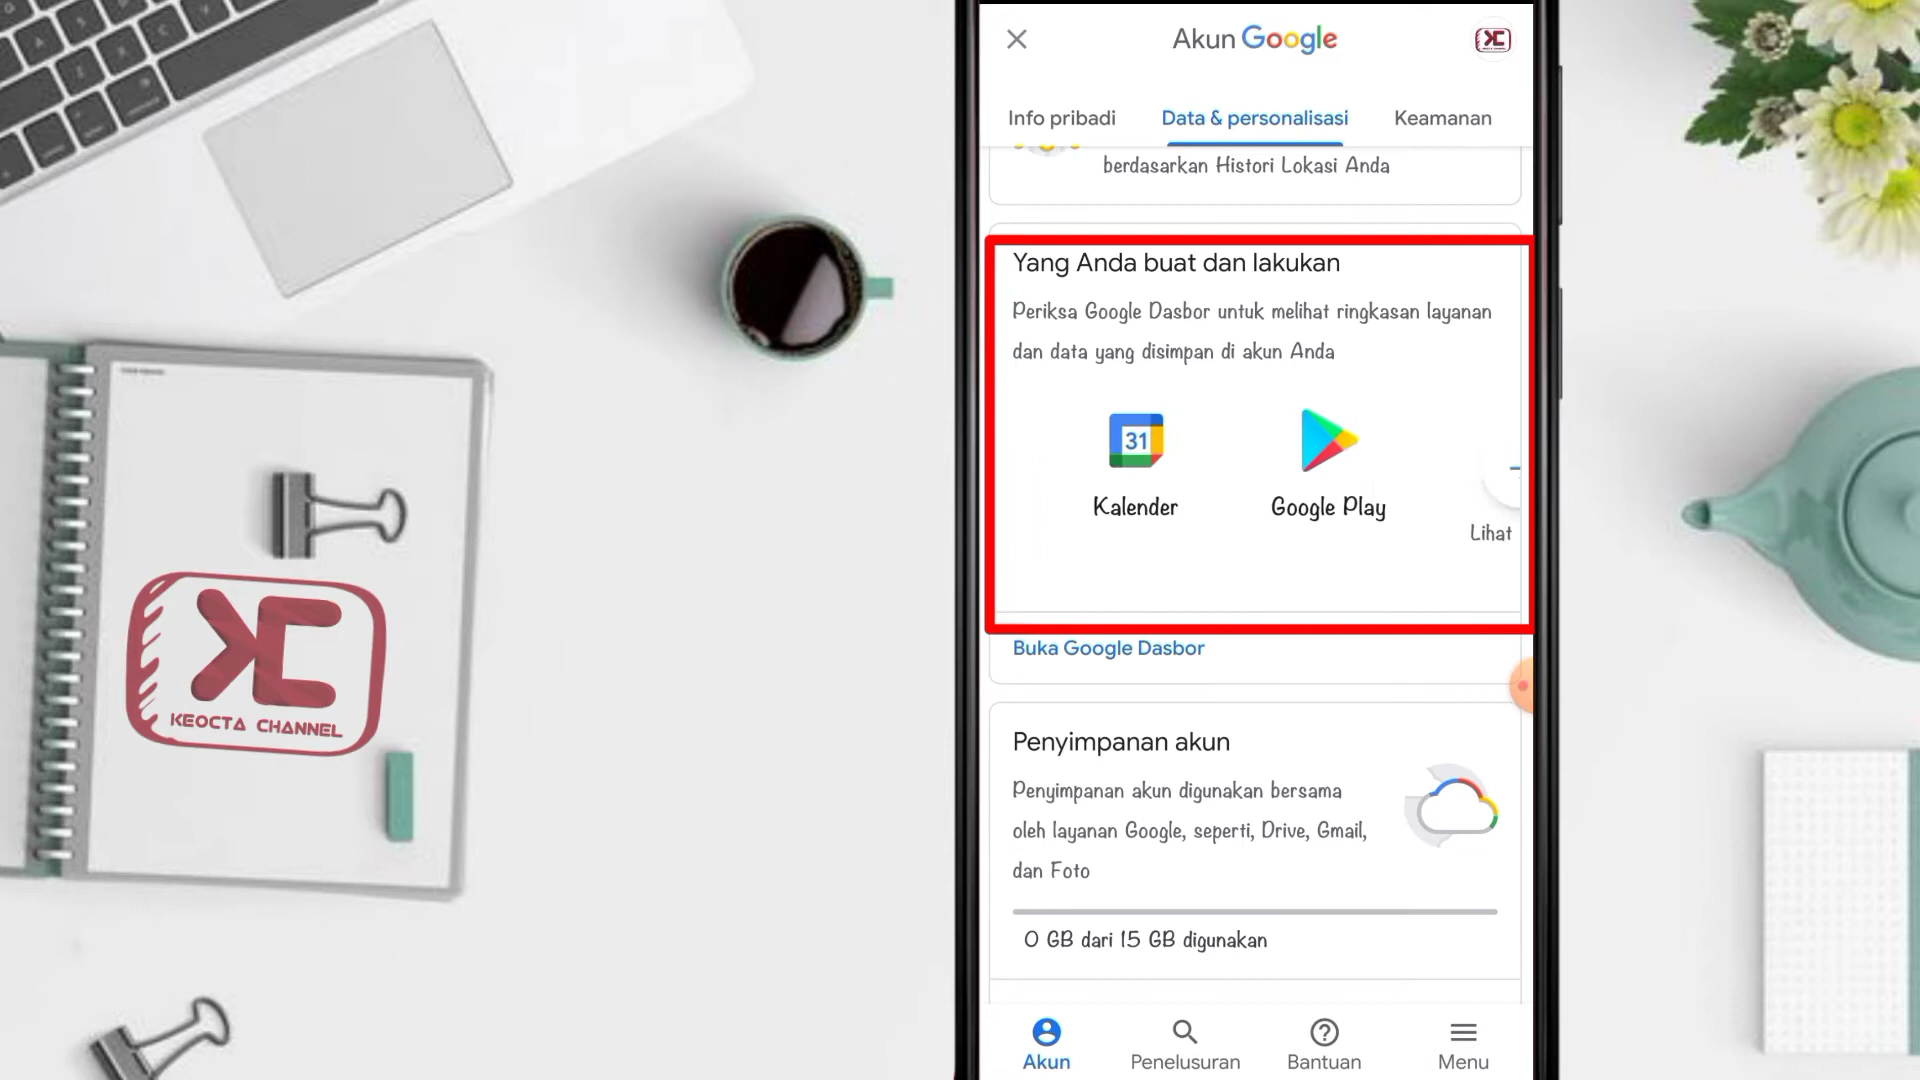 Akun Google
Info pribadi
Data & personalisasi
Keamanan
berdasarkan Histori Lokasi Anda
Yang Anda buat dan lakukan
Periksa Google Dasbor untuk melihat ringkasan layanan
dan data yang disimpan di akun Anda
31
Kalender
Google Play
Lihat
Buka Google Dasbor
Penyimpanan akun
Penyimpanan akun digunakan bersama
oleh layanan Google, seperti, Drive, Gmail,
dan Foto
0 GB dari 15 GB digunakan
Akun
Penelusuran
Bantuan
Menu
KC
KEOCTA CHANNEL